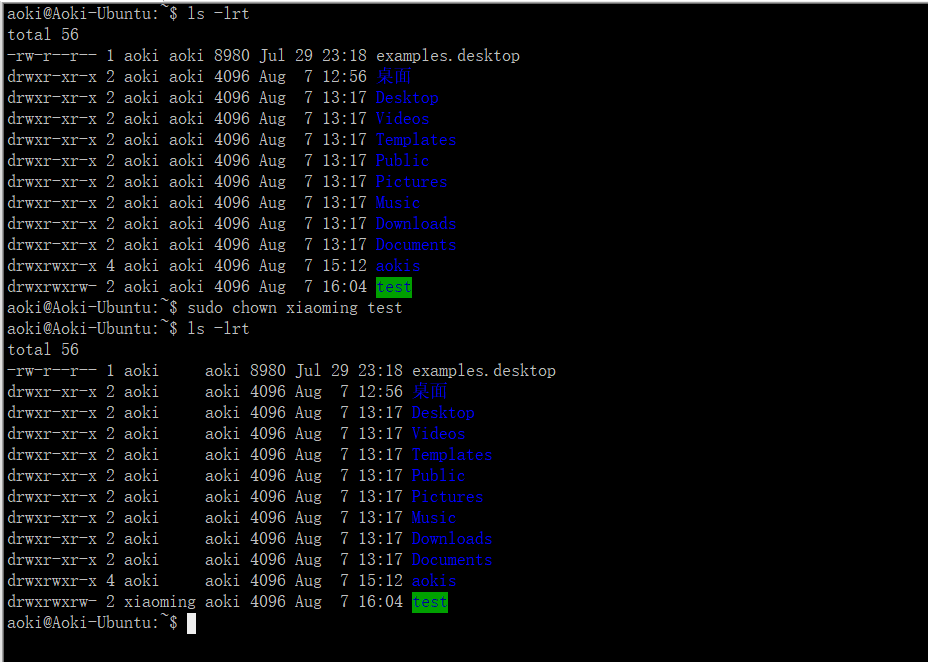 aoki@Aoki-Ubuntu:~$ ls -lrt
total 56
-rw-r--r-- 1 aoki aoki 8980 Jul 29 23:18 examples.desktop
drwxr-xr-x 2 aoki aoki 4096 Aug  7 12:56 桌面
drwxr-xr-x 2 aoki aoki 4096 Aug  7 13:17 Desktop
drwxr-xr-x 2 aoki aoki 4096 Aug  7 13:17 Videos
drwxr-xr-x 2 aoki aoki 4096 Aug  7 13:17 Templates
drwxr-xr-x 2 aoki aoki 4096 Aug  7 13:17 Public
drwxr-xr-x 2 aoki aoki 4096 Aug  7 13:17 Pictures
drwxr-xr-x 2 aoki aoki 4096 Aug  7 13:17 Music
drwxr-xr-x 2 aoki aoki 4096 Aug  7 13:17 Downloads
drwxr-xr-x 2 aoki aoki 4096 Aug  7 13:17 Documents
drwxrwxr-x 4 aoki aoki 4096 Aug  7 15:12 aokis
drwxrwxrw- 2 aoki aoki 4096 Aug  7 16:04 test
aoki@Aoki-Ubuntu:~$ sudo chown xiaoming test
aoki@Aoki-Ubuntu:~$ ls -lrt
total 56
-rw-r--r-- 1 aoki     aoki 8980 Jul 29 23:18 examples.desktop
drwxr-xr-x 2 aoki     aoki 4096 Aug  7 12:56 桌面
drwxr-xr-x 2 aoki     aoki 4096 Aug  7 13:17 Desktop
drwxr-xr-x 2 aoki     aoki 4096 Aug  7 13:17 Videos
drwxr-xr-x 2 aoki     aoki 4096 Aug  7 13:17 Templates
drwxr-xr-x 2 aoki     aoki 4096 Aug  7 13:17 Public
drwxr-xr-x 2 aoki     aoki 4096 Aug  7 13:17 Pictures
drwxr-xr-x 2 aoki     aoki 4096 Aug  7 13:17 Music
drwxr-xr-x 2 aoki     aoki 4096 Aug  7 13:17 Downloads
drwxr-xr-x 2 aoki     aoki 4096 Aug  7 13:17 Documents
drwxrwxr-x 4 aoki     aoki 4096 Aug  7 15:12 aokis
drwxrwxrw- 2 xiaoming aoki 4096 Aug  7 16:04 test
aoki@Aoki-Ubuntu:~$